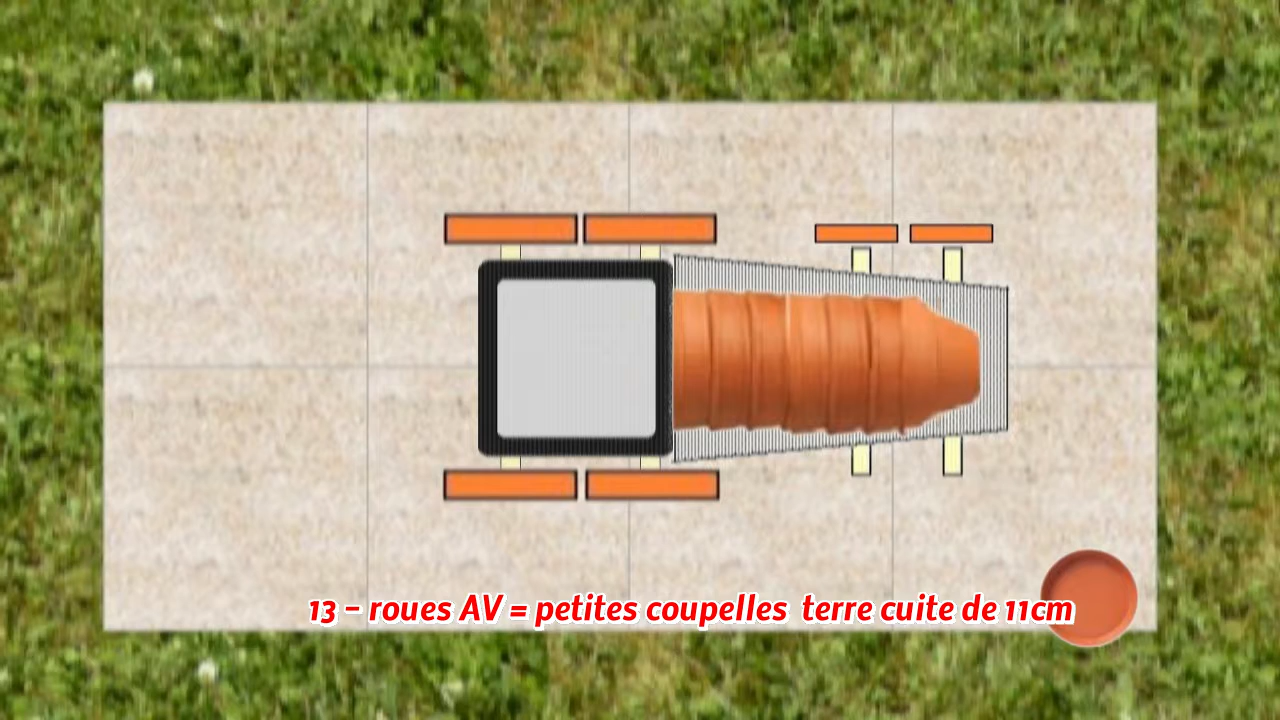 13 – roues AV = petites coupelles  terre cuite de 11cm